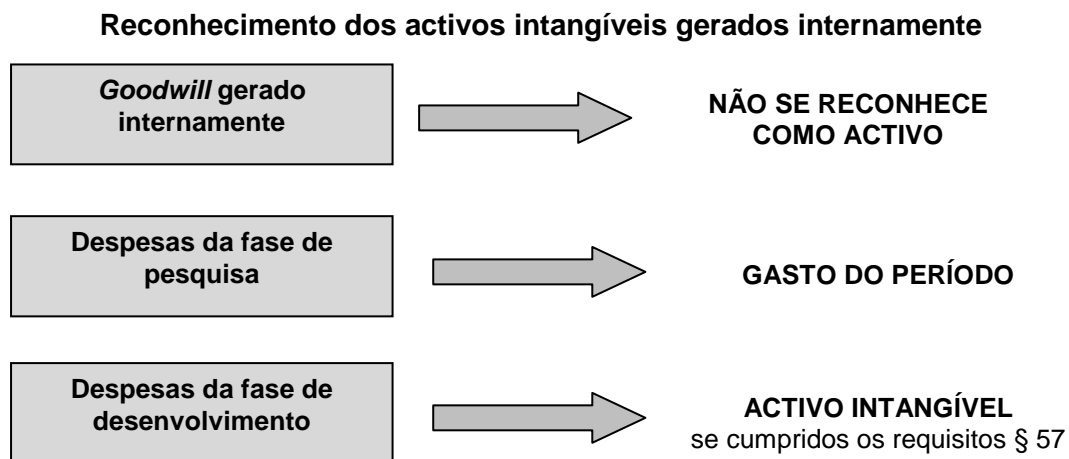 Reconhecimento dos activos intangíveis gerados internamente
Goodwill gerado
internamente
NÃO SE RECONHECE
COMO ACTIVO
Despesas da fase de
pesquisa
GASTO DO PERÍODO
Despesas da fase de
desenvolvimento
ACTIVO INTANGÍVEL
se cumpridos os requisitos § 57